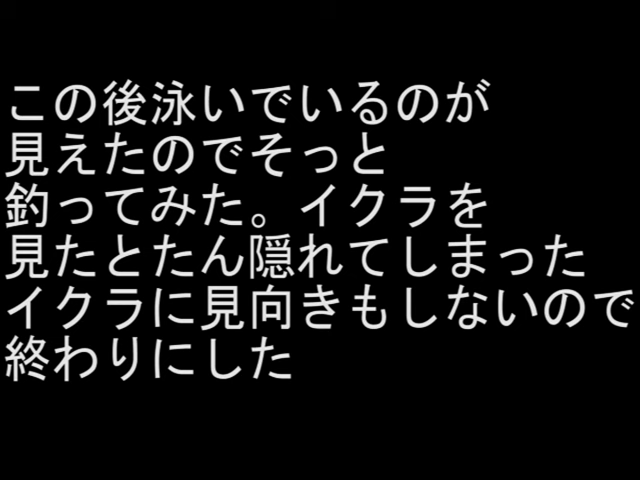 この後泳いでいるのが
見えたのでそっと
釣ってみた。イクラを
見たとたん隠れてしまった
イクラに見向きもしないので
終わりにした